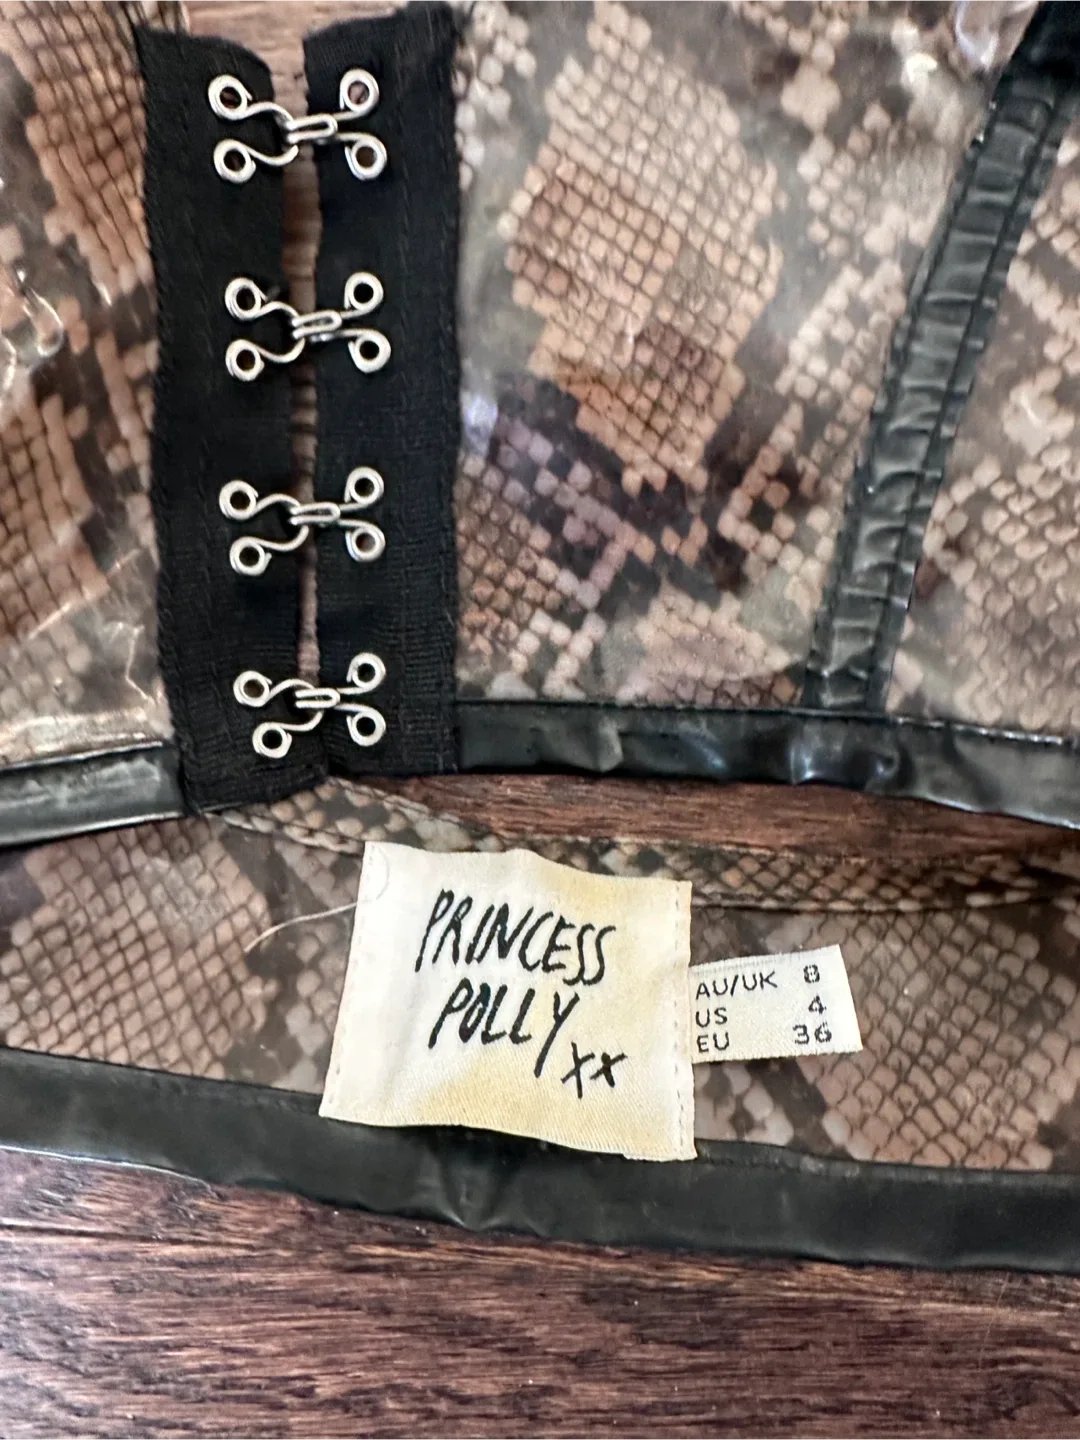 PRINCESS
POLLY
xx
AU/UK 8
US 4
EU 36